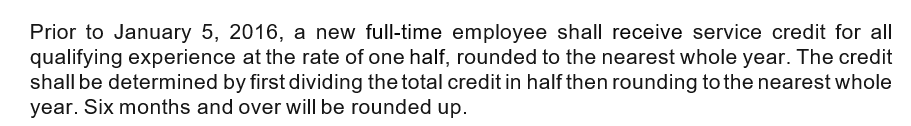 Prior to January 5, 2016, a new full-time employee shall receive service credit for all
qualifying experience at the rate of one half, rounded to the nearest whole year. The credit
shall be determined by first dividing the total credit in half then rounding to the nearest whole
year. Six months and over will be rounded up.